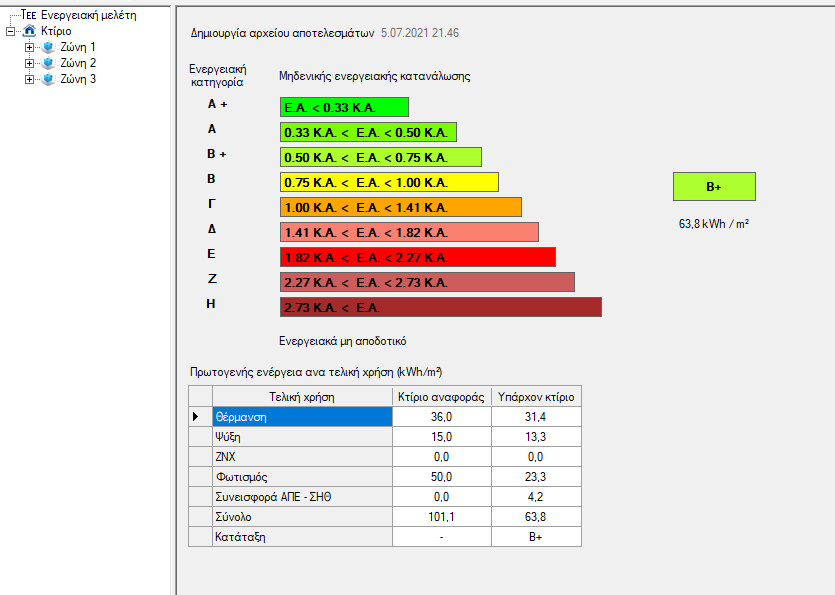 ΤΕΕ Ενεργειακή μελέτη
Κτίριο
Ζώνη 1
Ζώνη 2
Ζώνη 3
Δημιουργία αρχείου αποτελεσμάτων 5.07.2021 21.46
Ενεργειακή κατηγορία
Μηδενικής ενεργειακής κατανάλωσης
Α + Ε.Α. < 0.33 Κ.Α.
Α 0.33 Κ.Α. < Ε.Α. < 0.50 Κ.Α.
Β + 0.50 Κ.Α. < Ε.Α. < 0.75 Κ.Α.
Β 0.75 Κ.Α. < Ε.Α. < 1.00 Κ.Α.
Γ 1.00 Κ.Α. < Ε.Α. < 1.41 Κ.Α.
Δ 1.41 Κ.Α. < Ε.Α. < 1.82 Κ.Α.
Ε 1.82 Κ.Α. < Ε.Α. < 2.27 Κ.Α.
Ζ 2.27 Κ.Α. < Ε.Α. < 2.73 Κ.Α.
Η 2.73 Κ.Α. < Ε.Α.
Ενεργειακά μη αποδοτικό
Β+
63,8 kWh / m²
Πρωτογενής ενέργεια ανα τελική χρήση (kWh/m²)
Τελική χρήση Κτίριο αναφοράς Υπάρχον κτίριο
Θέρμανση 36,0 31,4
Ψύξη 15,0 13,3
ΖΝΧ 0,0 0,0
Φωτισμός 50,0 23,3
Συνεισφορά ΑΠΕ - ΣΗΘ 0,0 4,2
Σύνολο 101,1 63,8
Κατάταξη - Β+